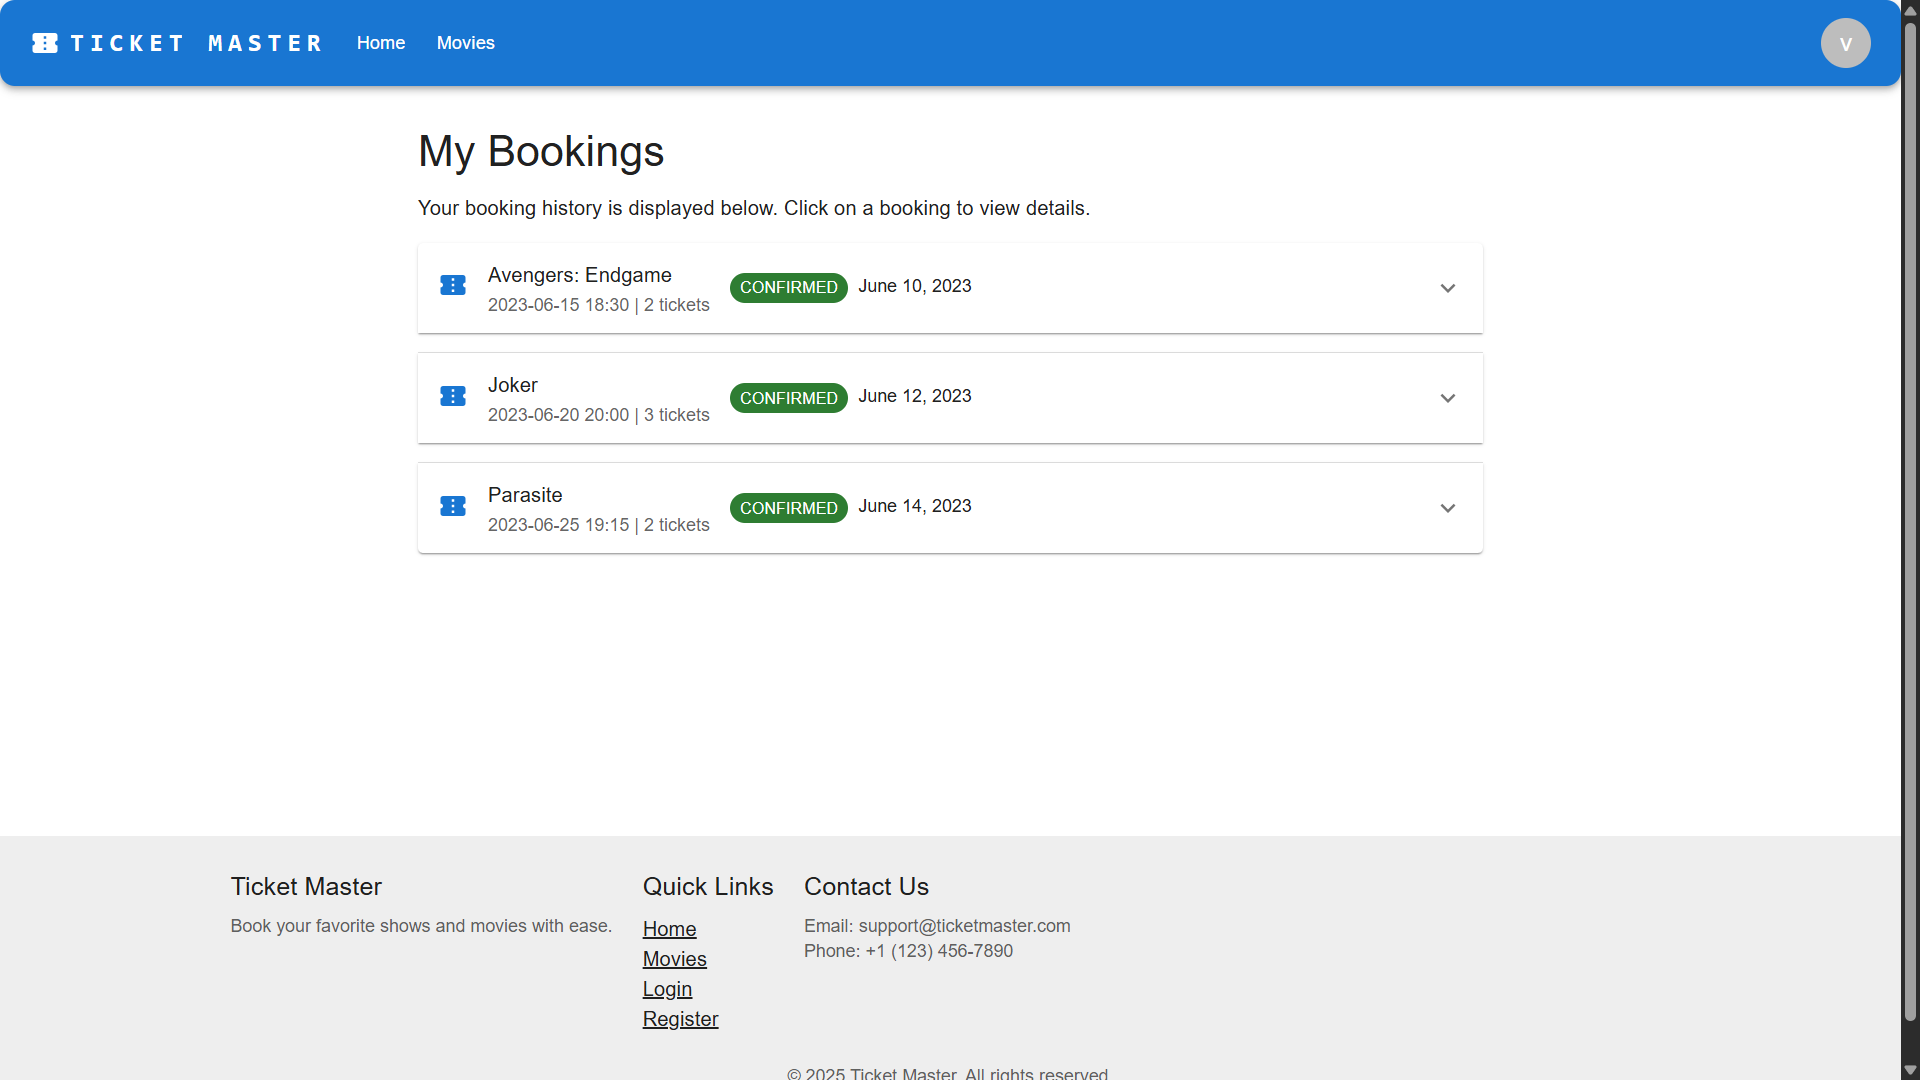 TICKET MASTER Home Movies V
My Bookings
Your booking history is displayed below. Click on a booking to view details.
Avengers: Endgame
2023-06-15 18:30 | 2 tickets
CONFIRMED June 10, 2023
Joker
2023-06-20 20:00 | 3 tickets
CONFIRMED June 12, 2023
Parasite
2023-06-25 19:15 | 2 tickets
CONFIRMED June 14, 2023
Ticket Master
Book your favorite shows and movies with ease.
Quick Links
Home
Movies
Login
Register
Contact Us
Email: support@ticketmaster.com
Phone: +1 (123) 456-7890
© 2025 Ticket Master. All rights reserved